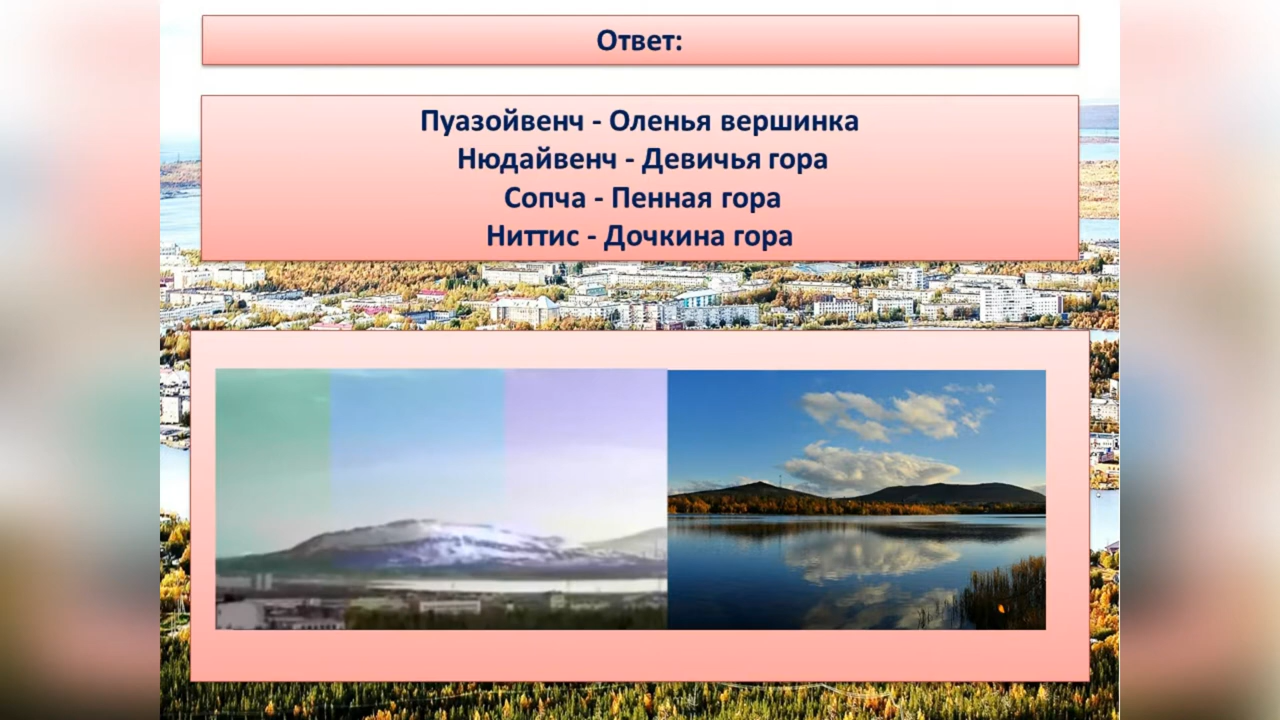 Ответ:
Пуазойвенч - Оленья вершинка
Нюдайвенч - Девичья гора
Сопча - Пенная гора
Ниттис - Дочкина гора